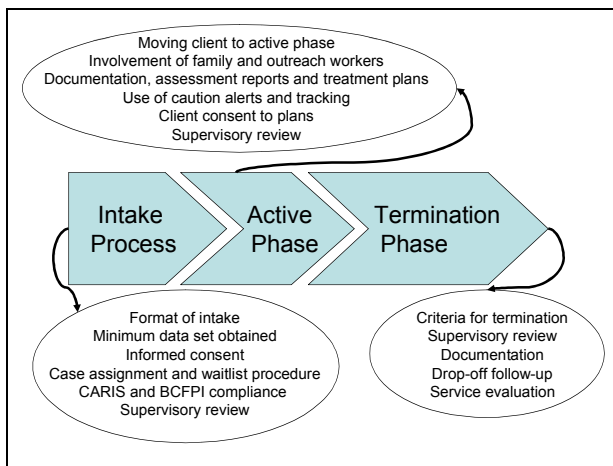 Moving client to active phase
Involvement of family and outreach workers
Documentation, assessment reports and treatment plans
Use of caution alerts and tracking
Client consent to plans
Supervisory review
Intake
Process
Active
Phase
Termination
Phase
Format of intake
Minimum data set obtained
Informed consent
Case assignment and waitlist procedure
CARIS and BCFPI compliance
Supervisory review
Criteria for termination
Supervisory review
Documentation
Drop-off follow-up
Service evaluation